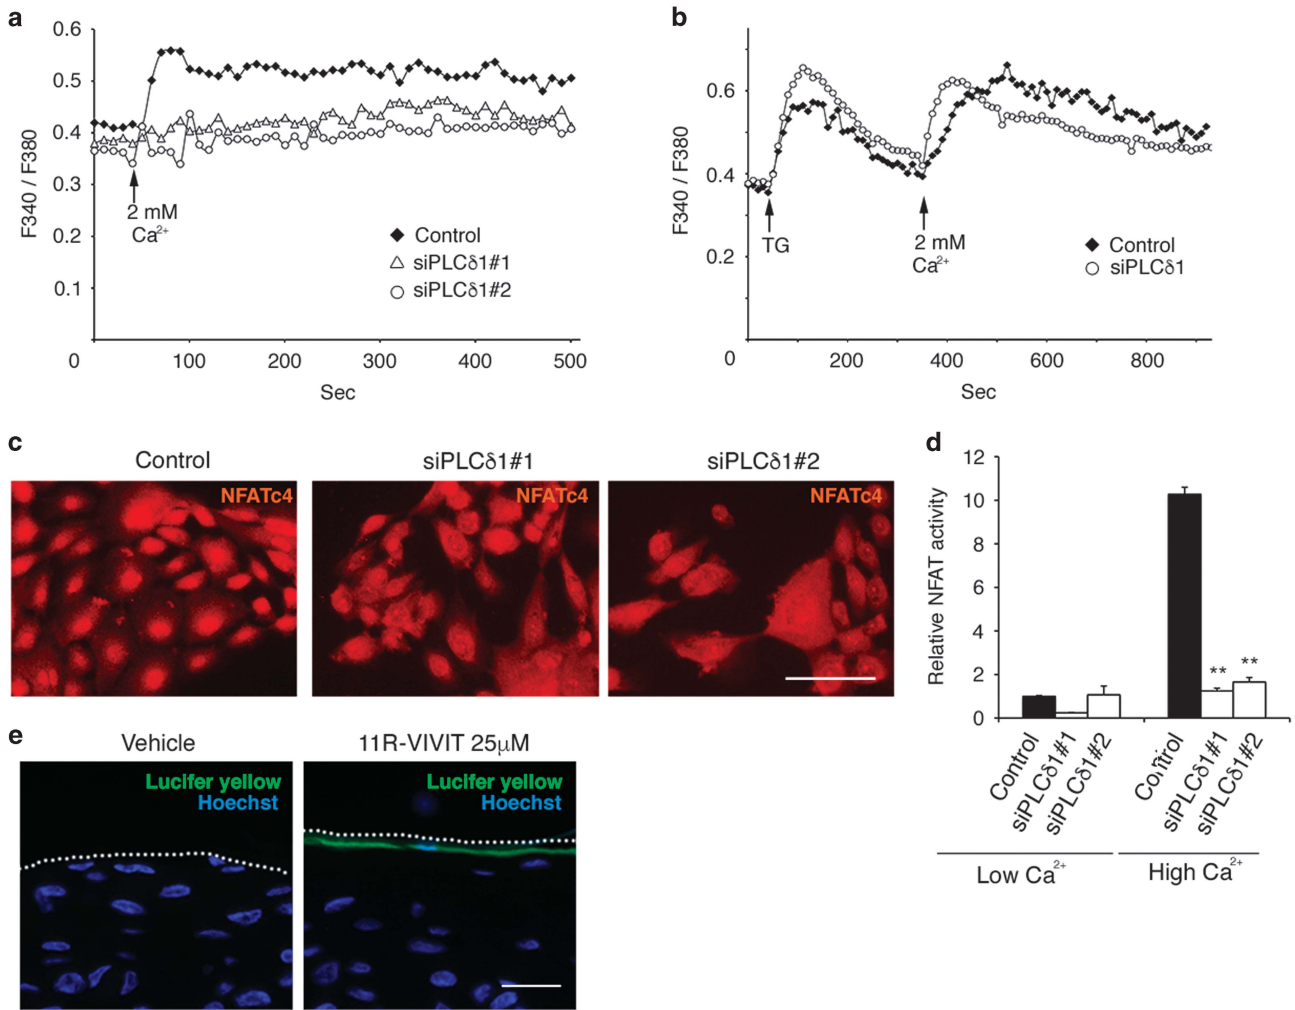 a
0.6
0.5
0.4
0.3
0.2
0.1
0
100
200
300
400
500
Sec
F340 / F380
2 mM
Ca²⁺
Control
siPLCδ1#1
siPLCδ1#2
b
0.6
0.4
0.2
0
200
400
600
800
Sec
F340 / F380
TG
2 mM
Ca²⁺
Control
siPLCδ1
c
Control
siPLCδ1#1
siPLCδ1#2
NFATc4
NFATc4
NFATc4
d
12
10
8
6
4
2
0
Relative NFAT activity
**
**
Control
siPLCδ1#1
siPLCδ1#2
Control
siPLCδ1#1
siPLCδ1#2
Low Ca²⁺
High Ca²⁺
e
Vehicle
11R-VIVIT 25μM
Lucifer yellow
Hoechst
Lucifer yellow
Hoechst